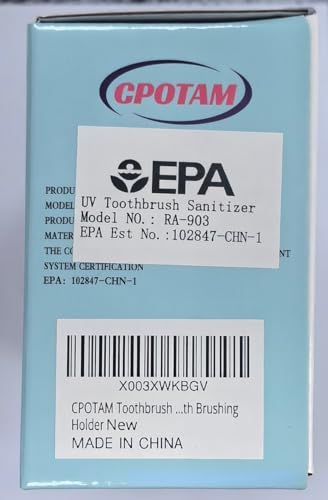 CPOTAM
EPA
UV Toothbrush Sanitizer
Model NO.: RA-903
EPA Est No.:102847-CHN-1
PRODU
MODEL
PRODU
MATER
THE CO ENT
SYSTEM CERTIFICATION
EPA: 102847-CHN-1
X003XWKBGV
CPOTAM Toothbrush ...th Brushing
Holder New
MADE IN CHINA